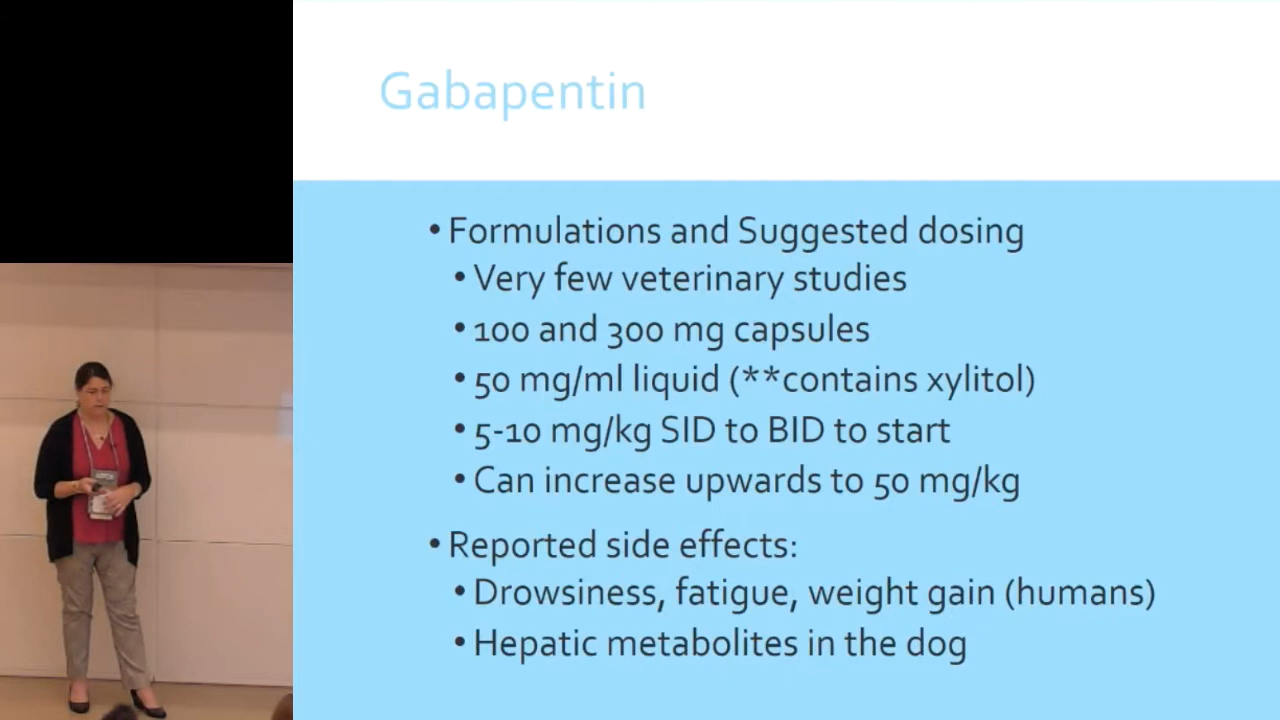 Gabapentin
• Formulations and Suggested dosing
• Very few veterinary studies
• 100 and 300 mg capsules
• 50 mg/ml liquid (**contains xylitol)
• 5-10 mg/kg SID to BID to start
• Can increase upwards to 50 mg/kg
• Reported side effects:
• Drowsiness, fatigue, weight gain (humans)
• Hepatic metabolites in the dog